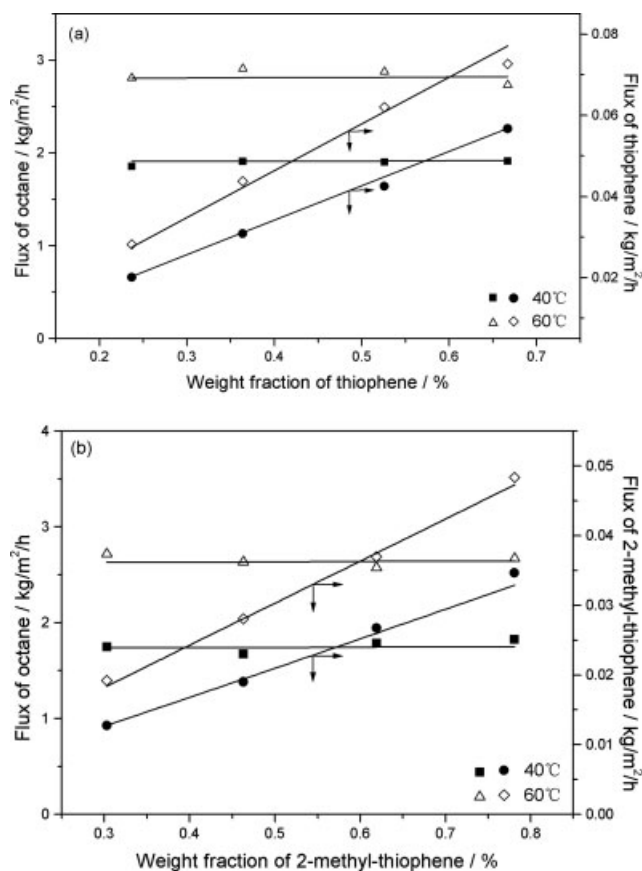 (a)
3
2
1
0
Flux of octane / kg/m²/h
0.08
0.06
0.04
0.02
Flux of thiophene / kg/m²/h
40℃
60℃
0.2 0.3 0.4 0.5 0.6 0.7
Weight fraction of thiophene / %
(b)
4
3
2
1
0
Flux of octane / kg/m²/h
0.05
0.04
0.03
0.02
0.01
0.00
Flux of 2-methyl-thiophene / kg/m²/h
40℃
60℃
0.3 0.4 0.5 0.6 0.7 0.8
Weight fraction of 2-methyl-thiophene / %